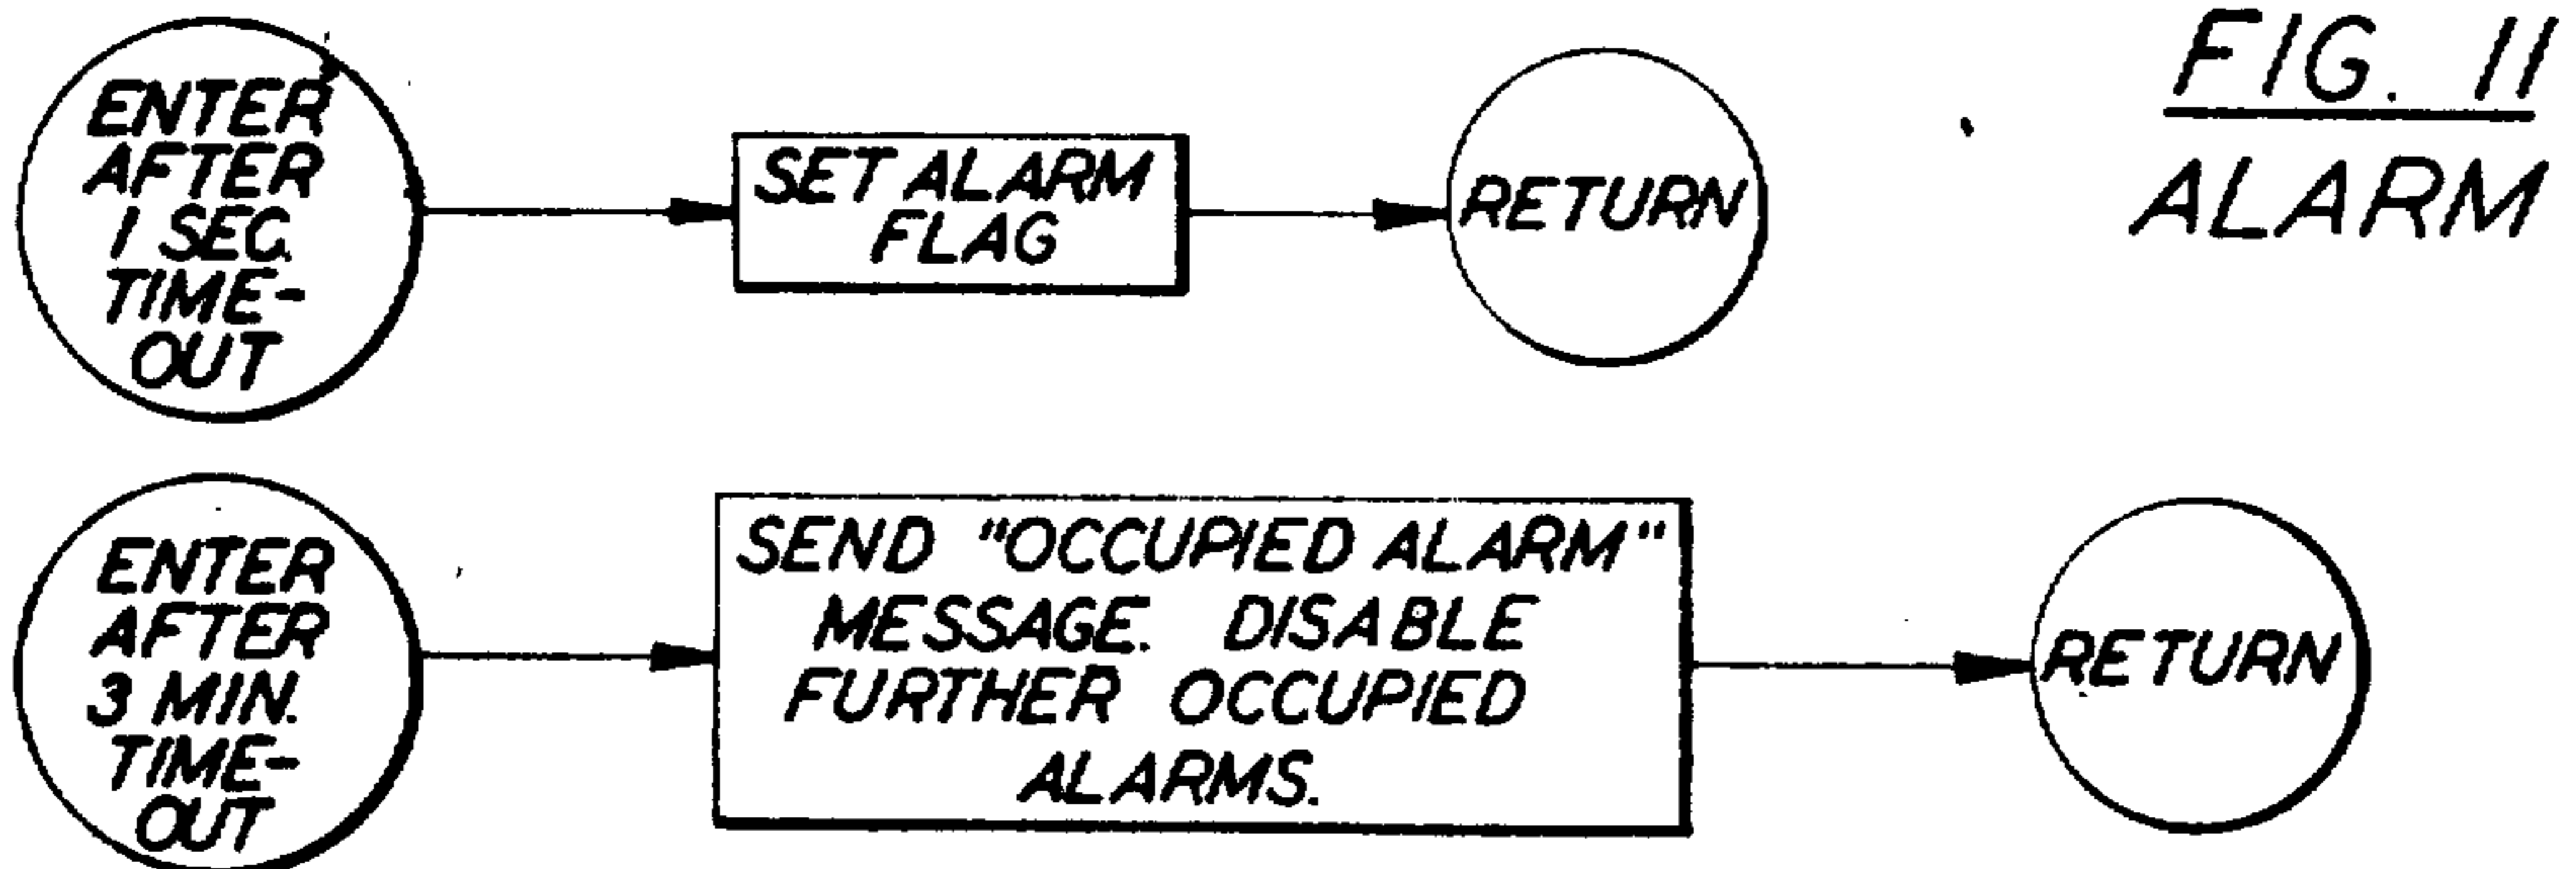 FIG. 11
ALARM
ENTER
AFTER
1 SEC.
TIME-
OUT
SET ALARM
FLAG
RETURN
ENTER
AFTER
3 MIN.
TIME-
OUT
SEND "OCCUPIED ALARM"
MESSAGE. DISABLE
FURTHER OCCUPIED
ALARMS.
RETURN